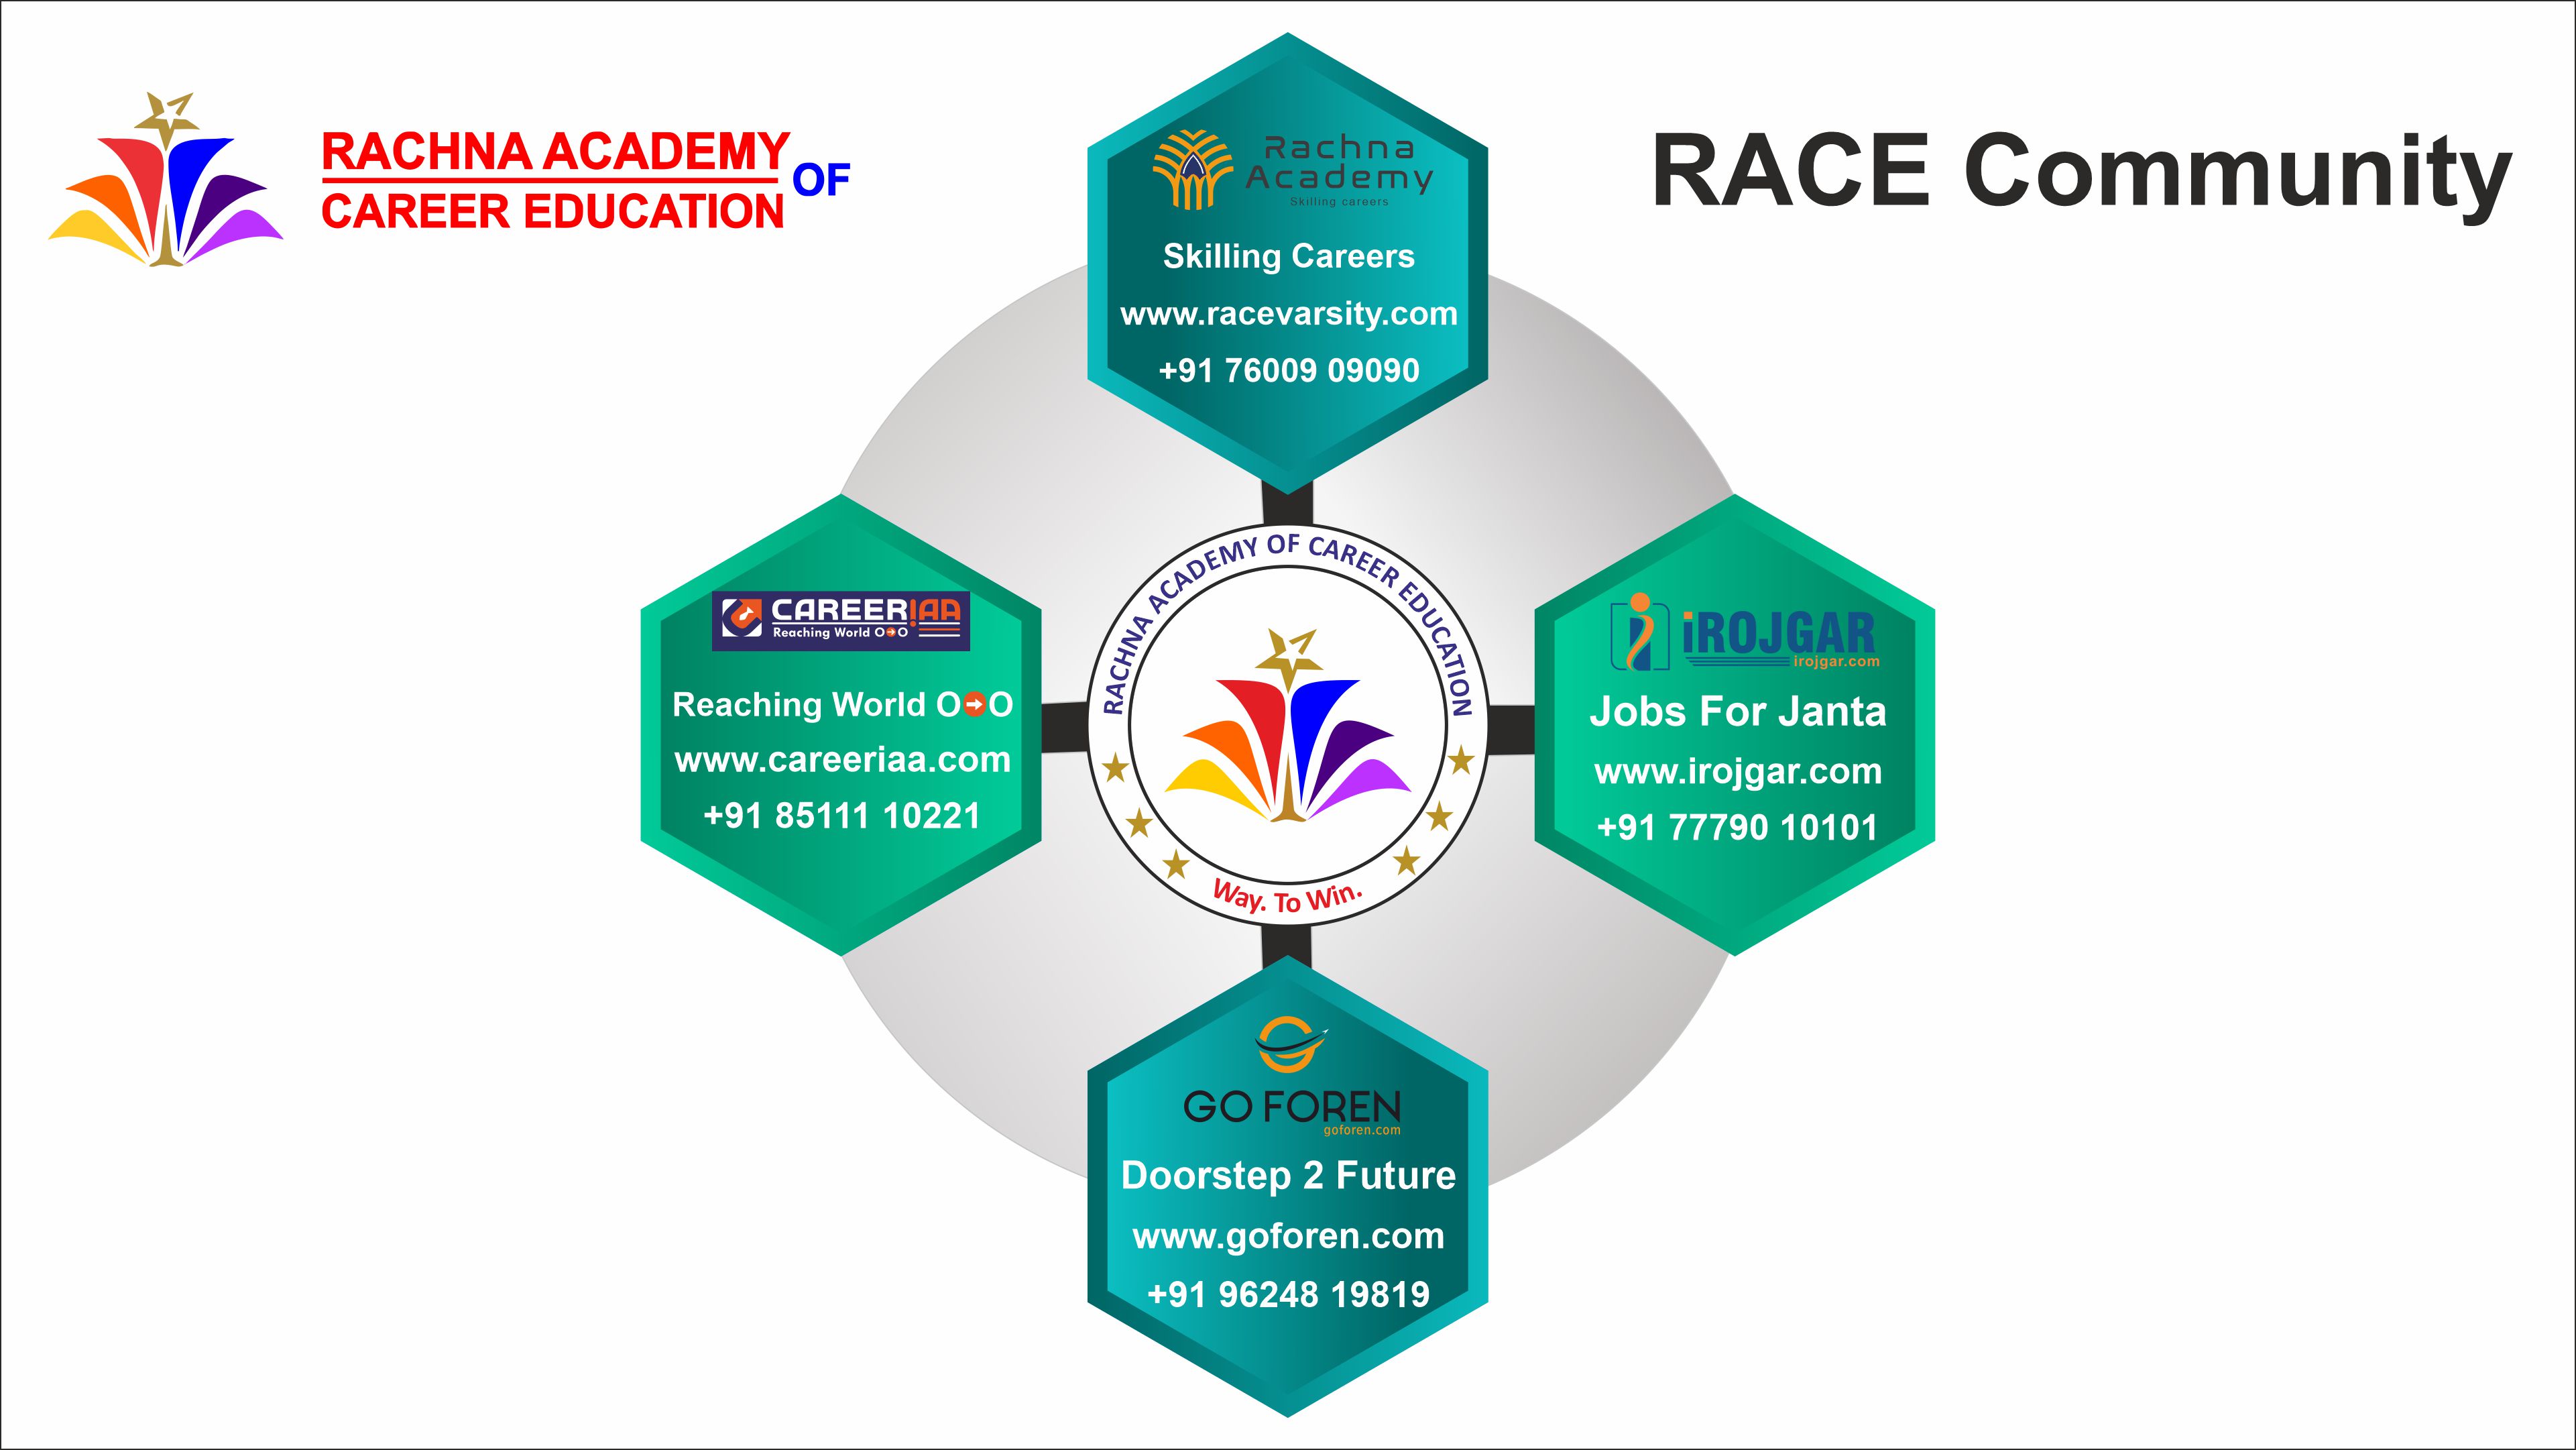 RACHNA ACADEMY
OF
CAREER EDUCATION
RACE Community
Rachna
Academy
Skilling careers
Skilling Careers
www.racevarsity.com
+91 76009 09090
CAREERIAA
Reaching World O➔O
Reaching World O➔O
www.careeriaa.com
+91 85111 10221
RACHNA ACADEMY OF CAREER EDUCATION
Way. To Win.
iROJGAR
irojgar.com
Jobs For Janta
www.irojgar.com
+91 77790 10101
GO FOREN
goforen.com
Doorstep 2 Future
www.goforen.com
+91 96248 19819